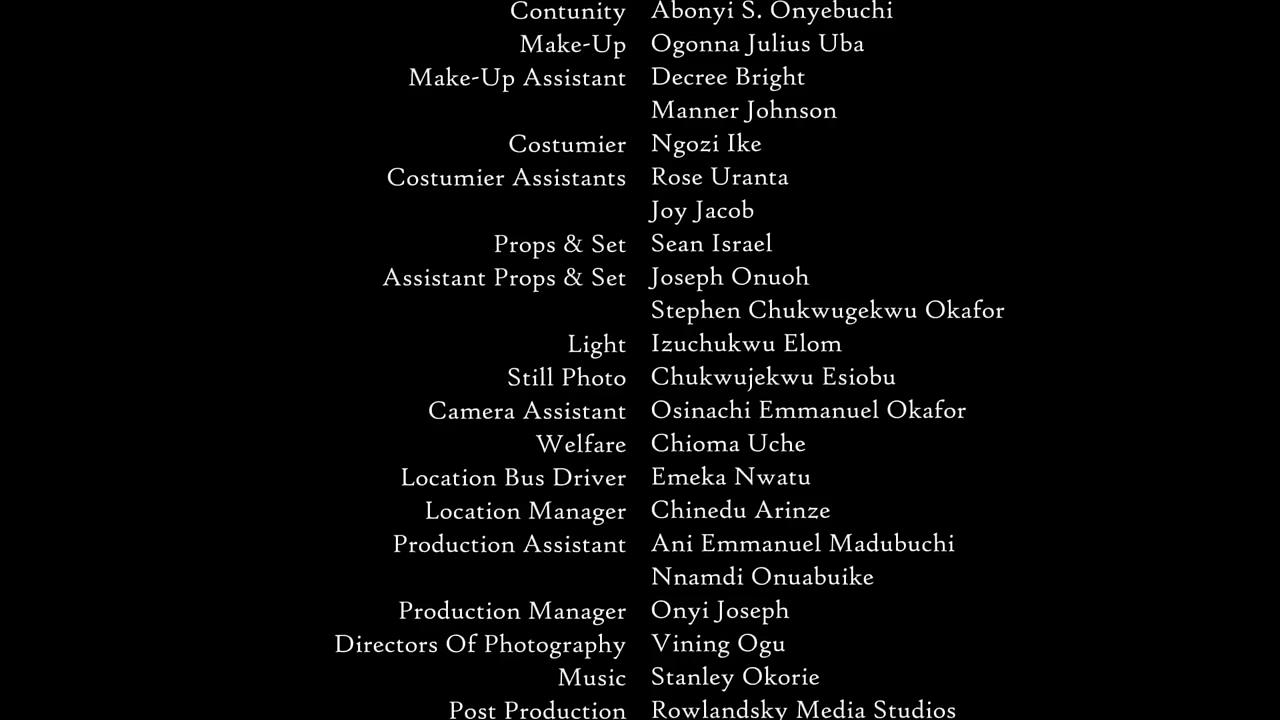 Contunity Abonyi S. Onyebuchi
Make-Up Ogonna Julius Uba
Make-Up Assistant Decree Bright
Manner Johnson
Costumier Ngozi Ike
Costumier Assistants Rose Uranta
Joy Jacob
Props & Set Sean Israel
Assistant Props & Set Joseph Onuoh
Stephen Chukwugekwu Okafor
Light Izuchukwu Elom
Still Photo Chukwujekwu Esiobu
Camera Assistant Osinachi Emmanuel Okafor
Welfare Chioma Uche
Location Bus Driver Emeka Nwatu
Location Manager Chinedu Arinze
Production Assistant Ani Emmanuel Madubuchi
Nnamdi Onuabuike
Production Manager Onyi Joseph
Directors Of Photography Vining Ogu
Music Stanley Okorie
Post Production Rowlandsky Media Studios